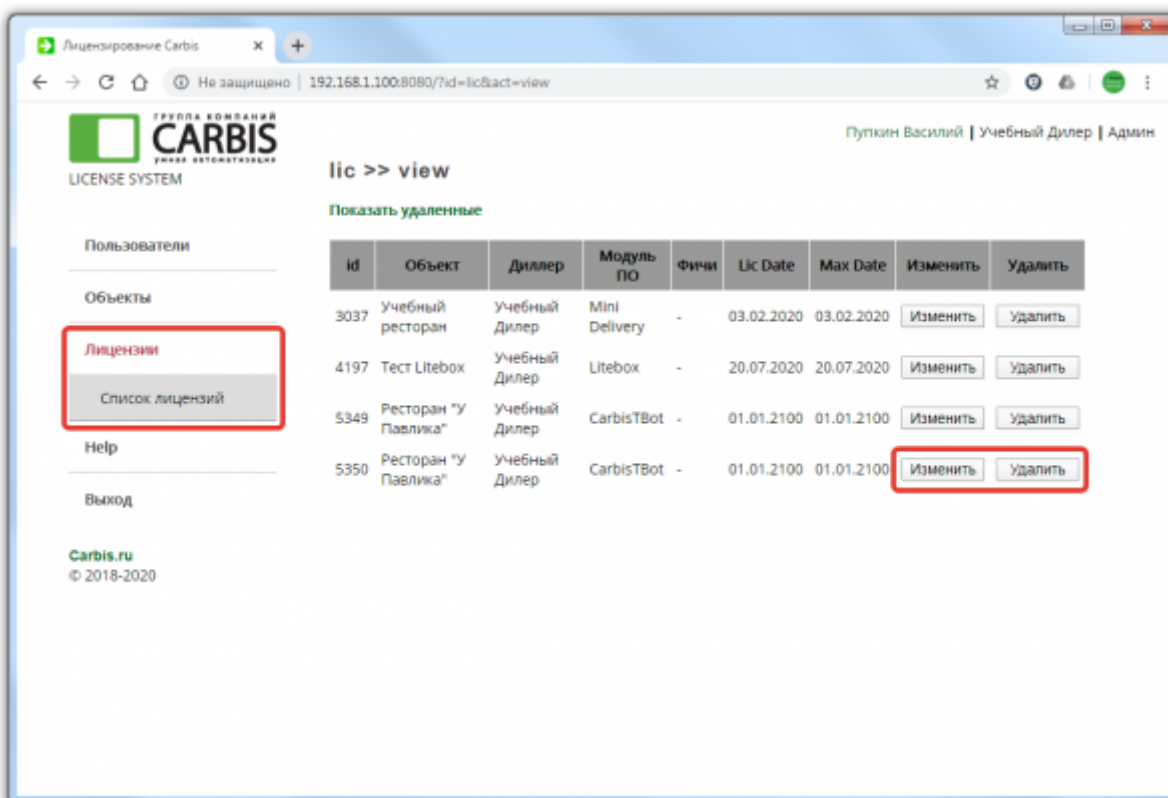 Лицензирование Carbis
Не защищено | 192.168.1.100:8080/?id=lic&act=view
ГРУППА КОМПАНИЙ
CARBIS
умная автоматизация
LICENSE SYSTEM
Пупкин Василий | Учебный Дилер | Админ
lic >> view
Показать удаленные
Пользователи
Объекты
Лицензии
Список лицензий
Help
Выход
Carbis.ru
© 2018-2020
id Объект Диллер Модуль ПО Фичи Lic Date Max Date Изменить Удалить
3037 Учебный ресторан Учебный Дилер Mini Delivery - 03.02.2020 03.02.2020 Изменить Удалить
4197 Тест Litebox Учебный Дилер Litebox - 20.07.2020 20.07.2020 Изменить Удалить
5349 Ресторан "У Павлика" Учебный Дилер CarbisTBot - 01.01.2100 01.01.2100 Изменить Удалить
5350 Ресторан "У Павлика" Учебный Дилер CarbisTBot - 01.01.2100 01.01.2100 Изменить Удалить